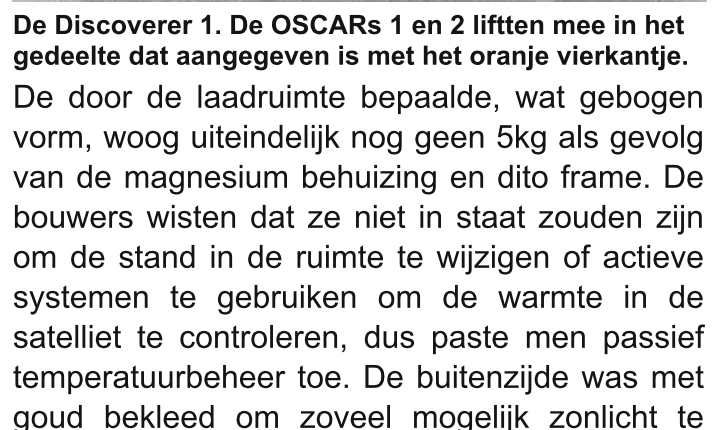 De Discoverer 1. De OSCARs 1 en 2 liftten mee in het
gedeelte dat aangegeven is met het oranje vierkantje.
De door de laadruimte bepaalde, wat gebogen
vorm, woog uiteindelijk nog geen 5kg als gevolg
van de magnesium behuizing en dito frame. De
bouwers wisten dat ze niet in staat zouden zijn
om de stand in de ruimte te wijzigen of actieve
systemen te gebruiken om de warmte in de
satelliet te controleren, dus paste men passief
temperatuurbeheer toe. De buitenzijde was met
goud bekleed om zoveel mogelijk zonlicht te